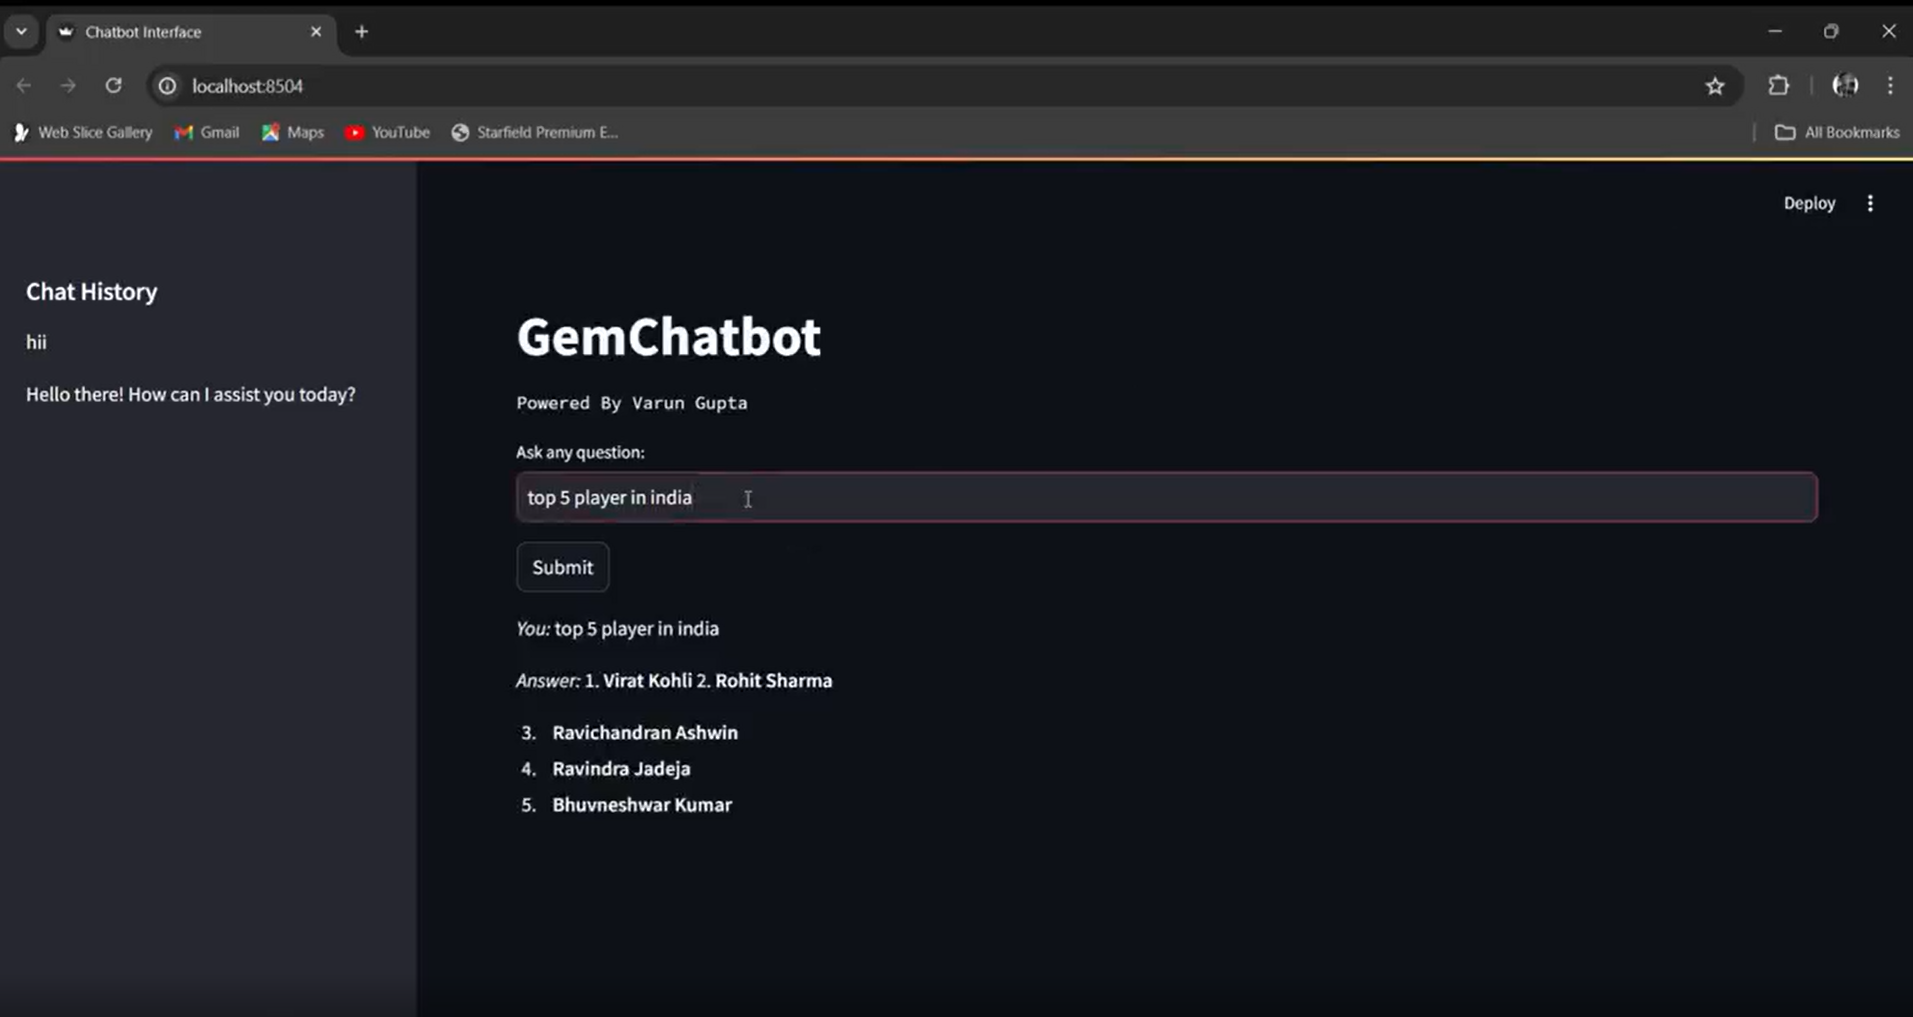 Chatbot Interface
localhost:8504
Web Slice Gallery Gmail Maps YouTube Starfield Premium E... All Bookmarks
Deploy
Chat History
hii
Hello there! How can I assist you today?
GemChatbot
Powered By Varun Gupta
Ask any question:
top 5 player in india
Submit
You: top 5 player in india
Answer: 1. Virat Kohli 2. Rohit Sharma
3. Ravichandran Ashwin
4. Ravindra Jadeja
5. Bhuvneshwar Kumar